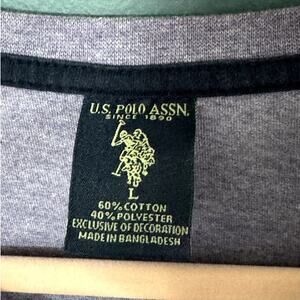 U.S. POLO ASSN.
SINCE 1890
L
60% COTTON
40% POLYESTER
EXCLUSIVE OF DECORATION
MADE IN BANGLADESH